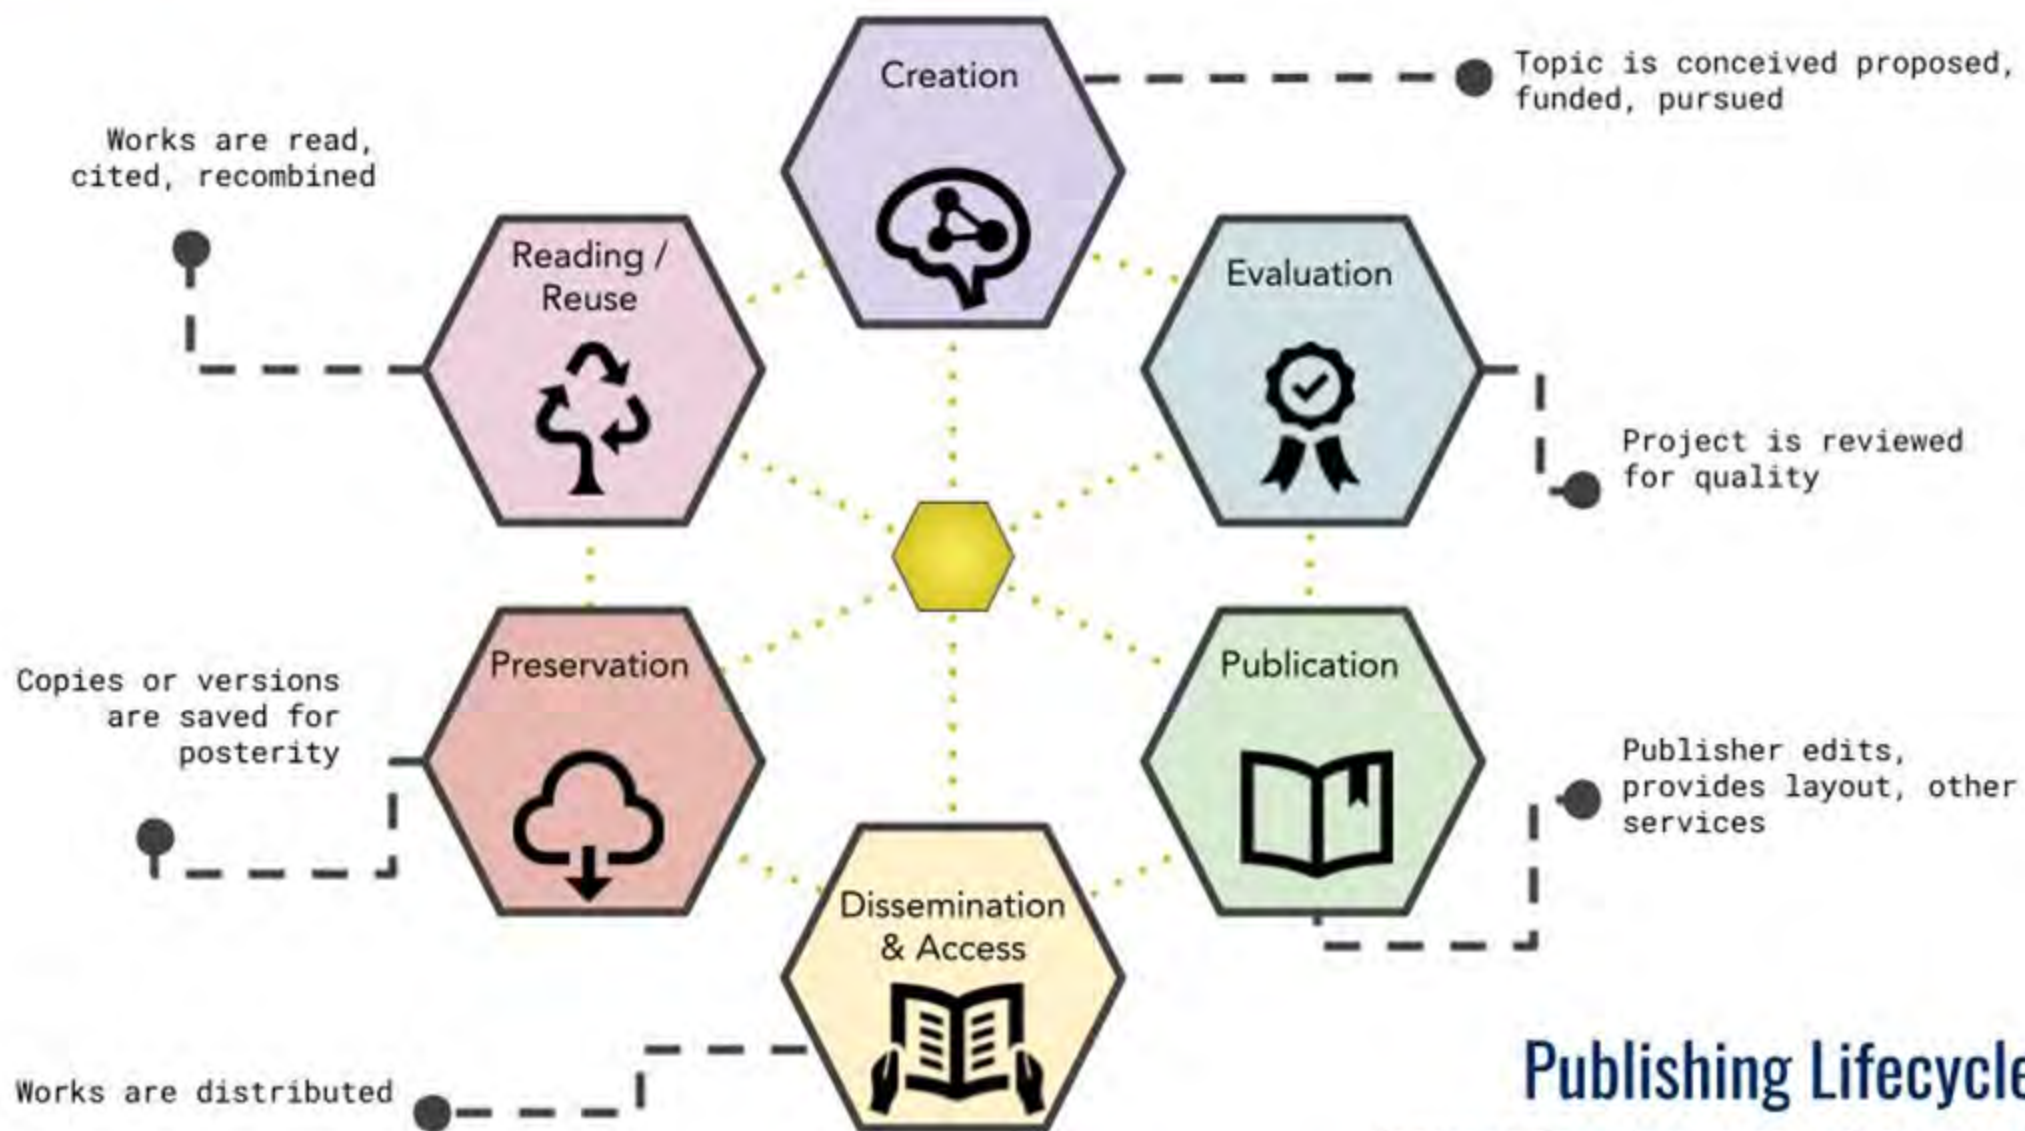 Creation
Topic is conceived proposed,
funded, pursued
Evaluation
Project is reviewed
for quality
Publication
Publisher edits,
provides layout, other
services
Dissemination
& Access
Works are distributed
Preservation
Copies or versions
are saved for
posterity
Reading /
Reuse
Works are read,
cited, recombined
Publishing Lifecycle